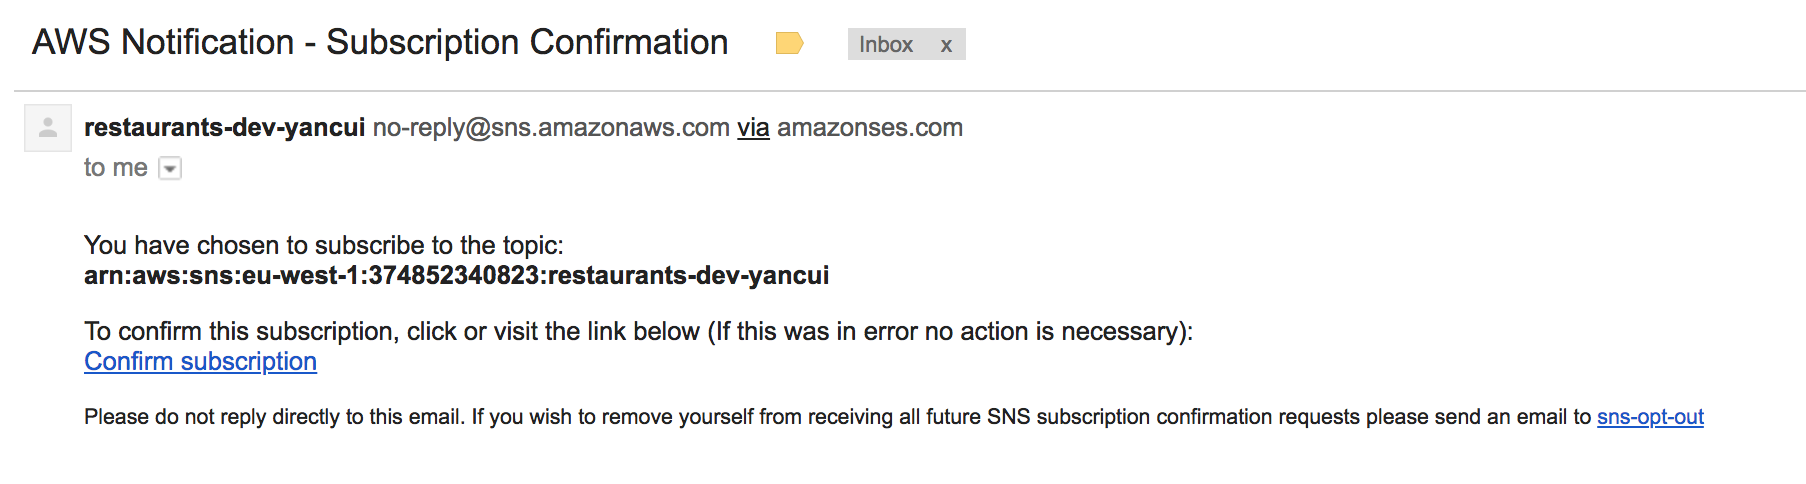 AWS Notification - Subscription Confirmation Inbox x
restaurants-dev-yancui no-reply@sns.amazonaws.com via amazonses.com
to me
You have chosen to subscribe to the topic:
arn:aws:sns:eu-west-1:374852340823:restaurants-dev-yancui
To confirm this subscription, click or visit the link below (If this was in error no action is necessary):
Confirm subscription
Please do not reply directly to this email. If you wish to remove yourself from receiving all future SNS subscription confirmation requests please send an email to sns-opt-out